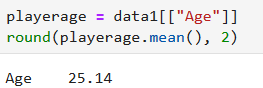 playerage = data1[["Age"]]
round(playerage.mean(), 2)
Age    25.14